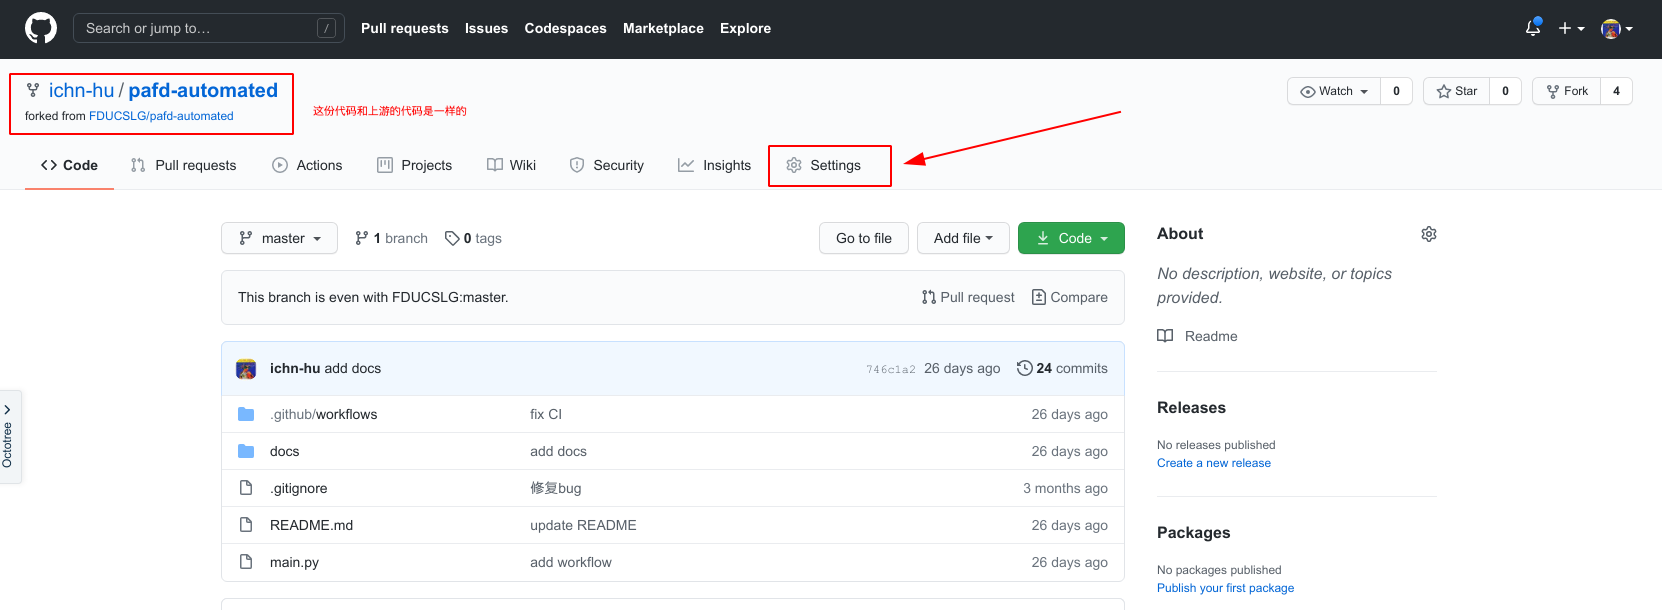 Search or jump to… / Pull requests Issues Codespaces Marketplace Explore
ichn-hu / pafd-automated
forked from FDUCSLG/pafd-automated
这份代码和上游的代码是一样的
Watch 0 Star 0 Fork 4
Code Pull requests Actions Projects Wiki Security Insights Settings
master 1 branch 0 tags Go to file Add file Code
This branch is even with FDUCSLG:master. Pull request Compare
ichn-hu add docs 746c1a2 26 days ago 24 commits
.github/workflows fix CI 26 days ago
docs add docs 26 days ago
.gitignore 修复bug 3 months ago
README.md update README 26 days ago
main.py add workflow 26 days ago
About
No description, website, or topics
provided.
Readme
Releases
No releases published
Create a new release
Packages
No packages published
Publish your first package
Octotree